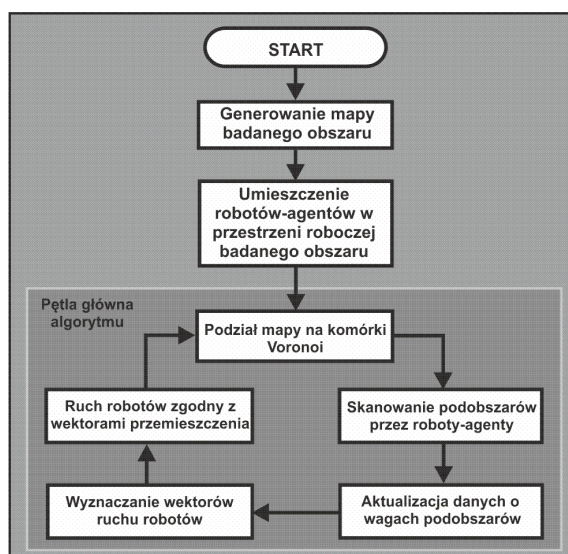 START
Generowanie mapy
badanego obszaru
Umieszczenie
robotów-agentów w
przestrzeni roboczej
badanego obszaru
Pętla główna
algorytmu
Podział mapy na komórki
Voronoi
Skanowanie podobszarów
przez roboty-agenty
Aktualizacja danych o
wagach podobszarów
Wyznaczanie wektorów
ruchu robotów
Ruch robotów zgodny z
wektorami przemieszczenia